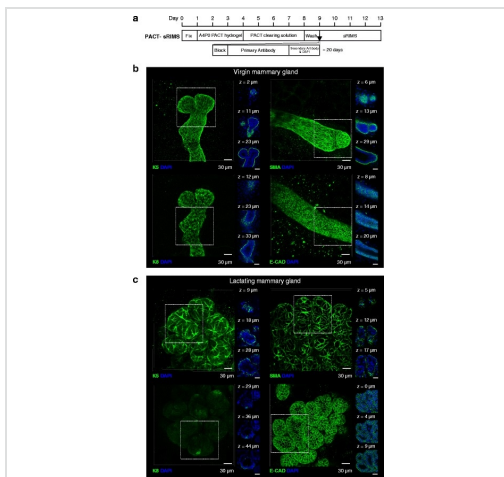 a
Day 0 1 2 3 4 5 6 7 8 9 10 11 12 13
PACT- sRIMS Fix A4P0 PACT hydrogel PACT clearing solution Wash sRIMS
Block Primary Antibody Secondary Antibody & DAPI ~20 days
b
Virgin mammary gland
z = 2 µm
z = 11 µm
z = 23 µm
K5 DAPI 30 µm
z = 6 µm
z = 13 µm
z = 29 µm
SMA DAPI 30 µm
z = 12 µm
z = 23 µm
z = 33 µm
K8 DAPI 30 µm
z = 8 µm
z = 14 µm
z = 20 µm
E-CAD DAPI 30 µm
c
Lactating mammary gland
z = 9 µm
z = 18 µm
z = 28 µm
K5 DAPI 30 µm
z = 5 µm
z = 12 µm
z = 17 µm
SMA DAPI 30 µm
z = 29 µm
z = 36 µm
z = 44 µm
K8 DAPI 30 µm
z = 0 µm
z = 4 µm
z = 9 µm
E-CAD DAPI 30 µm